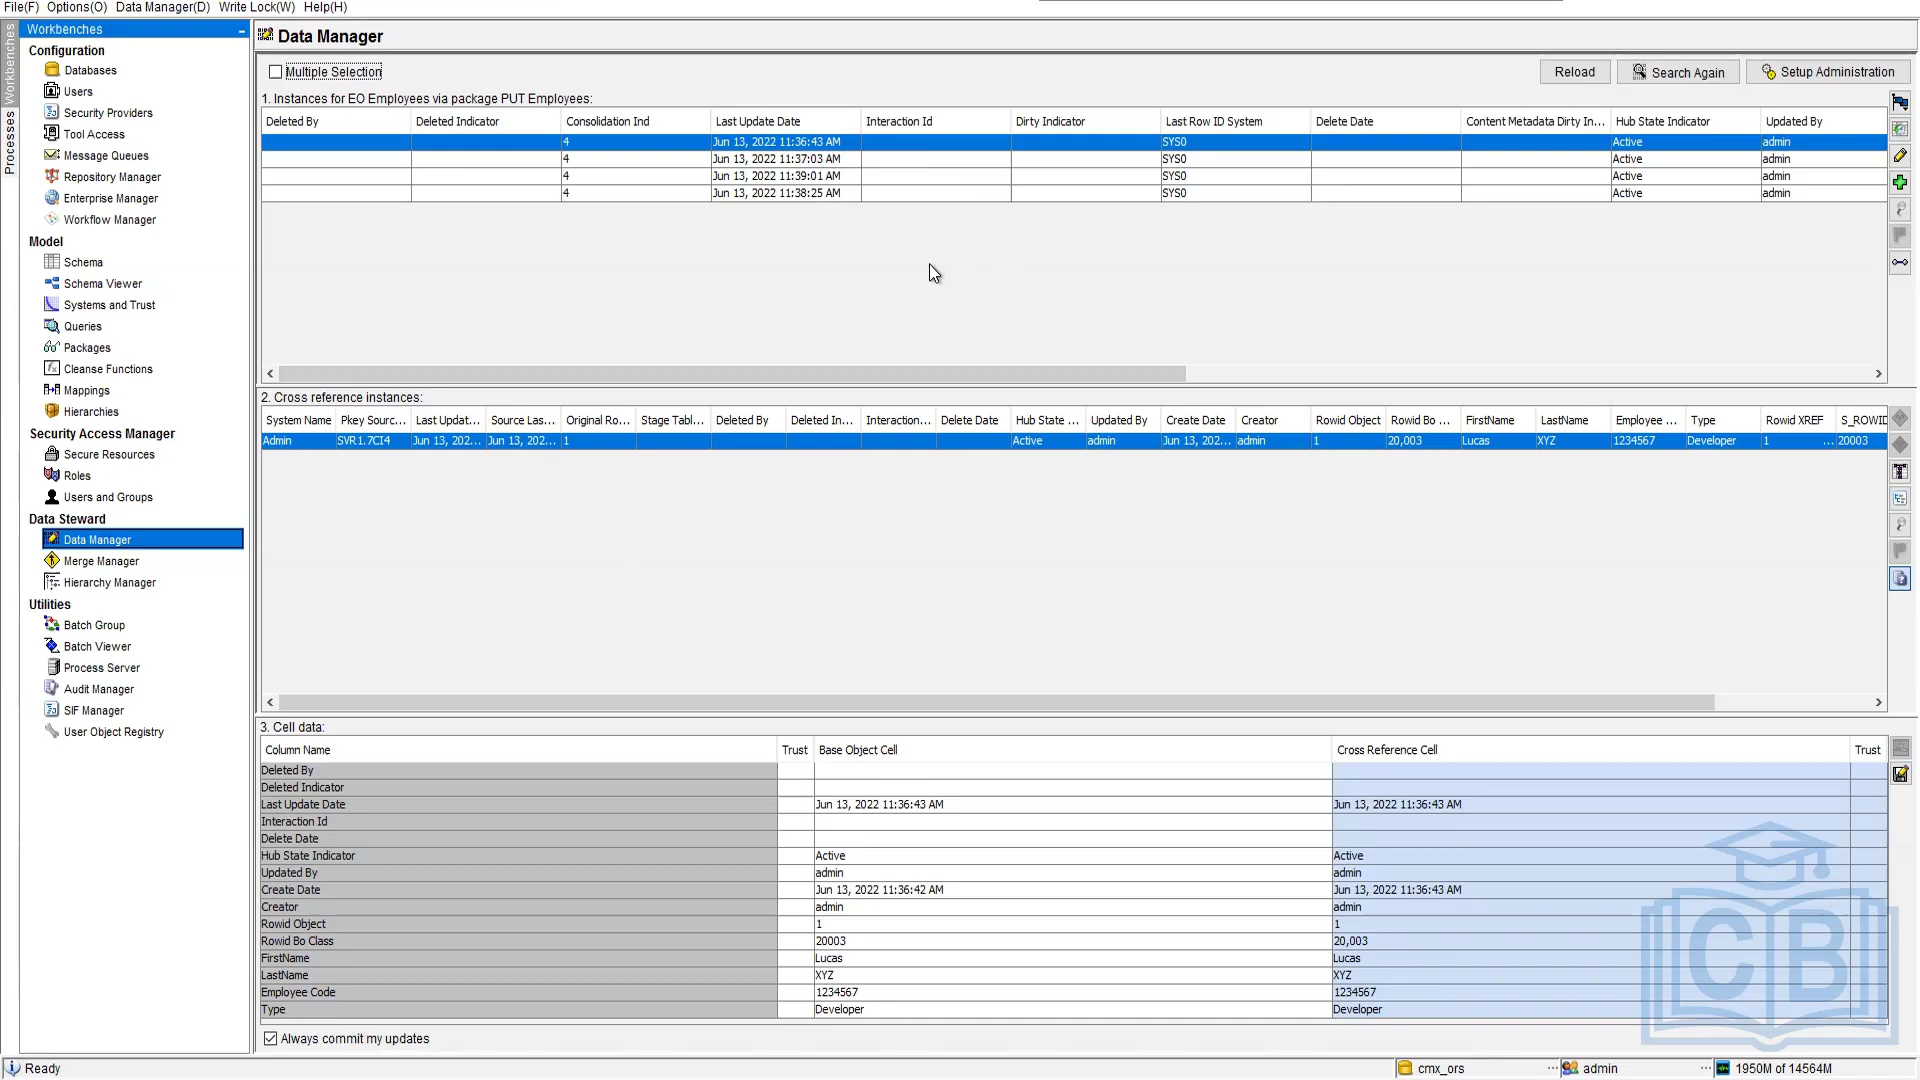 File(F) Options(O) Data Manager(D) Write Lock(W) Help(H)
Workbenches
Processes
Workbenches
Configuration
Databases
Users
Security Providers
Tool Access
Message Queues
Repository Manager
Enterprise Manager
Workflow Manager
Model
Schema
Schema Viewer
Systems and Trust
Queries
Packages
Cleanse Functions
Mappings
Hierarchies
Security Access Manager
Secure Resources
Roles
Users and Groups
Data Steward
Data Manager
Merge Manager
Hierarchy Manager
Utilities
Batch Group
Batch Viewer
Process Server
Audit Manager
SIF Manager
User Object Registry
Data Manager
Multiple Selection Reload Search Again Setup Administration
1. Instances for EO Employees via package PUT Employees:
Deleted By Deleted Indicator Consolidation Ind Last Update Date Interaction Id Dirty Indicator Last Row ID System Delete Date Content Metadata Dirty In... Hub State Indicator Updated By
4 Jun 13, 2022 11:36:43 AM SYS0 Active admin
4 Jun 13, 2022 11:37:03 AM SYS0 Active admin
4 Jun 13, 2022 11:39:01 AM SYS0 Active admin
4 Jun 13, 2022 11:38:25 AM SYS0 Active admin
2. Cross reference instances:
System Name Pkey Sourc... Last Updat... Source Las... Original Ro... Stage Tabl... Deleted By Deleted In... Interaction... Delete Date Hub State ... Updated By Create Date Creator Rowid Object Rowid Bo ... FirstName LastName Employee ... Type Rowid XREF S_ROWID
Admin SVR1.7CI4 Jun 13, 202... Jun 13, 202... 1 Active admin Jun 13, 202... admin 1 20,003 Lucas XYZ 1234567 Developer 1 ... 20003
3. Cell data:
Column Name Trust Base Object Cell Cross Reference Cell Trust
Deleted By
Deleted Indicator
Last Update Date Jun 13, 2022 11:36:43 AM Jun 13, 2022 11:36:43 AM
Interaction Id
Delete Date
Hub State Indicator Active Active
Updated By admin admin
Create Date Jun 13, 2022 11:36:42 AM Jun 13, 2022 11:36:43 AM
Creator admin admin
Rowid Object 1 1
Rowid Bo Class 20003 20,003
FirstName Lucas Lucas
LastName XYZ XYZ
Employee Code 1234567 1234567
Type Developer Developer
CB
Always commit my updates
Ready cmx_ors ... admin ... 1950M of 14564M